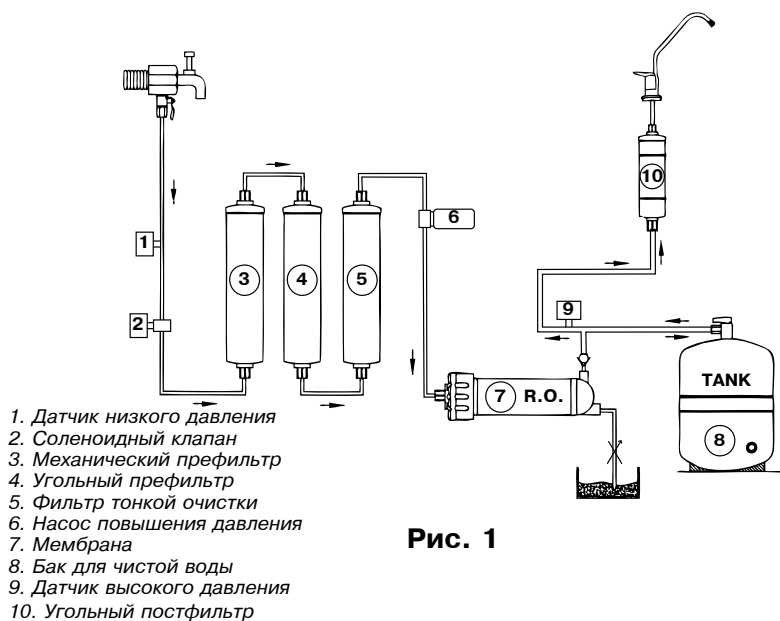 1
2
3
4
5
6
7
R.O.
8
TANK
9
10
1. Датчик низкого давления
2. Соленоидный клапан
3. Механический префильтр
4. Угольный префильтр
5. Фильтр тонкой очистки
6. Насос повышения давления
7. Мембрана
8. Бак для чистой воды
9. Датчик высокого давления
10. Угольный постфильтр
Рис. 1